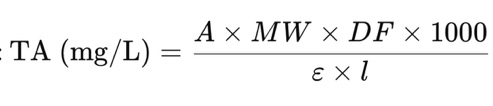 : TA (mg/L) = A × MW × DF × 1000 / ε × l